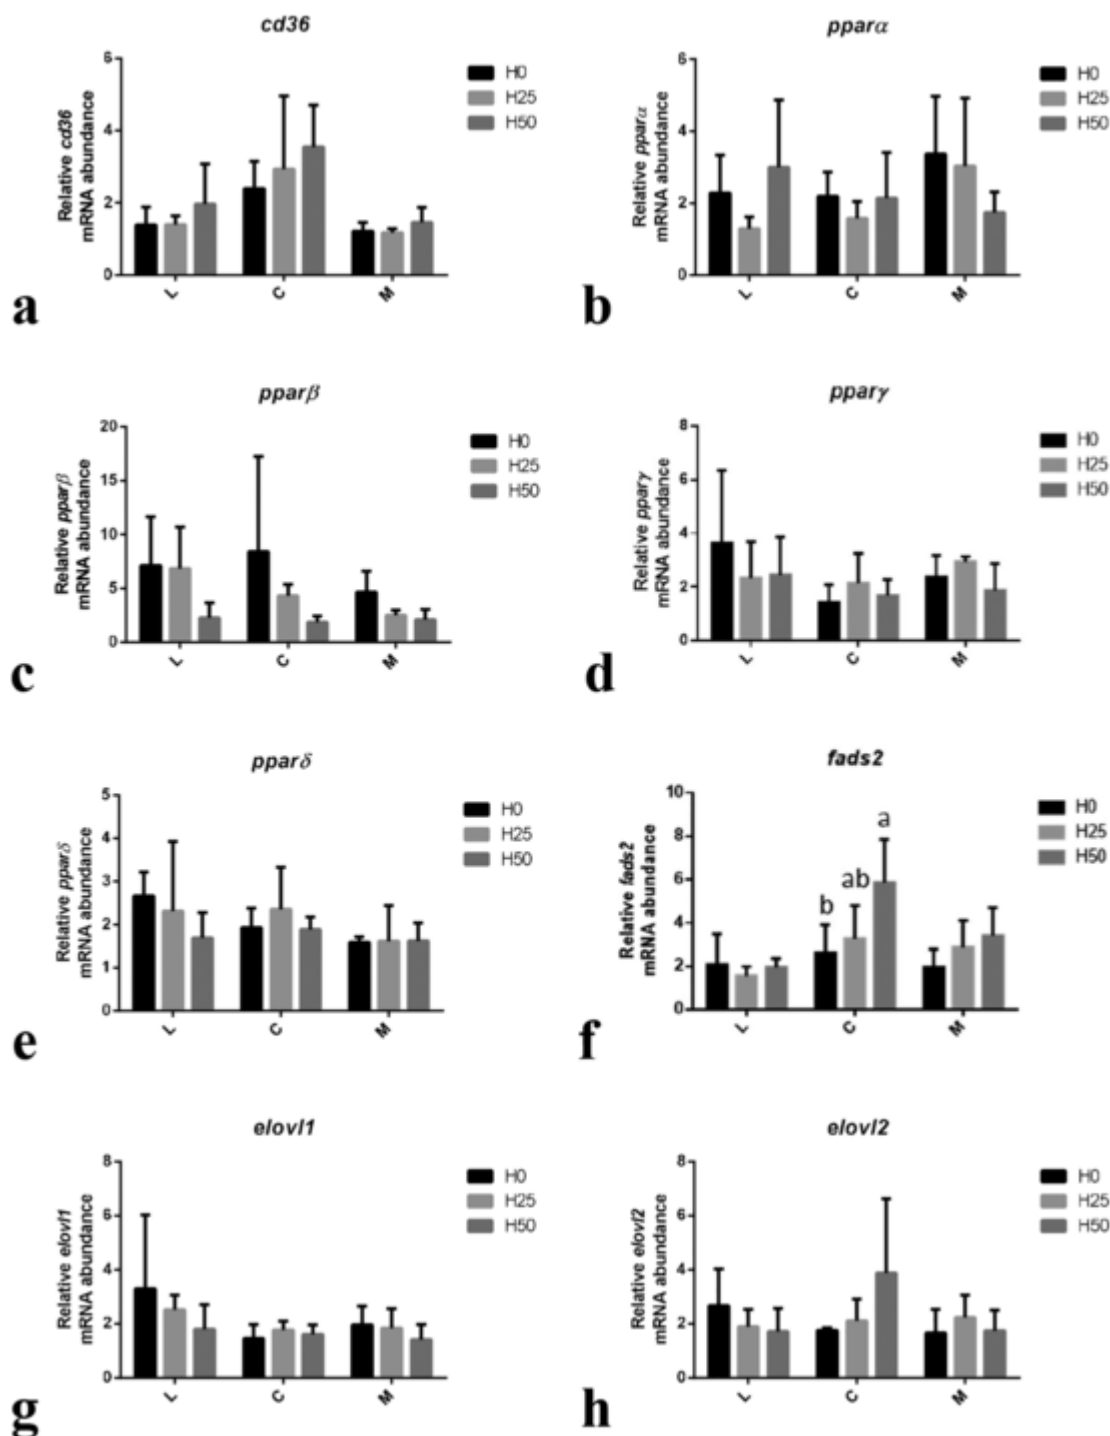 cd36
Relative cd36
mRNA abundance
6
4
2
0
L
C
M
H0
H25
H50
a
pparα
Relative pparα
mRNA abundance
6
4
2
0
L
C
M
H0
H25
H50
b
pparβ
Relative pparβ
mRNA abundance
20
15
10
5
0
L
C
M
H0
H25
H50
c
pparγ
Relative pparγ
mRNA abundance
8
6
4
2
0
L
C
M
H0
H25
H50
d
pparδ
Relative pparδ
mRNA abundance
5
4
3
2
1
0
L
C
M
H0
H25
H50
e
fads2
Relative fads2
mRNA abundance
10
8
6
4
2
0
b
ab
a
L
C
M
H0
H25
H50
f
elovl1
Relative elovl1
mRNA abundance
8
6
4
2
0
L
C
M
H0
H25
H50
g
elovl2
Relative elovl2
mRNA abundance
8
6
4
2
0
L
C
M
H0
H25
H50
h